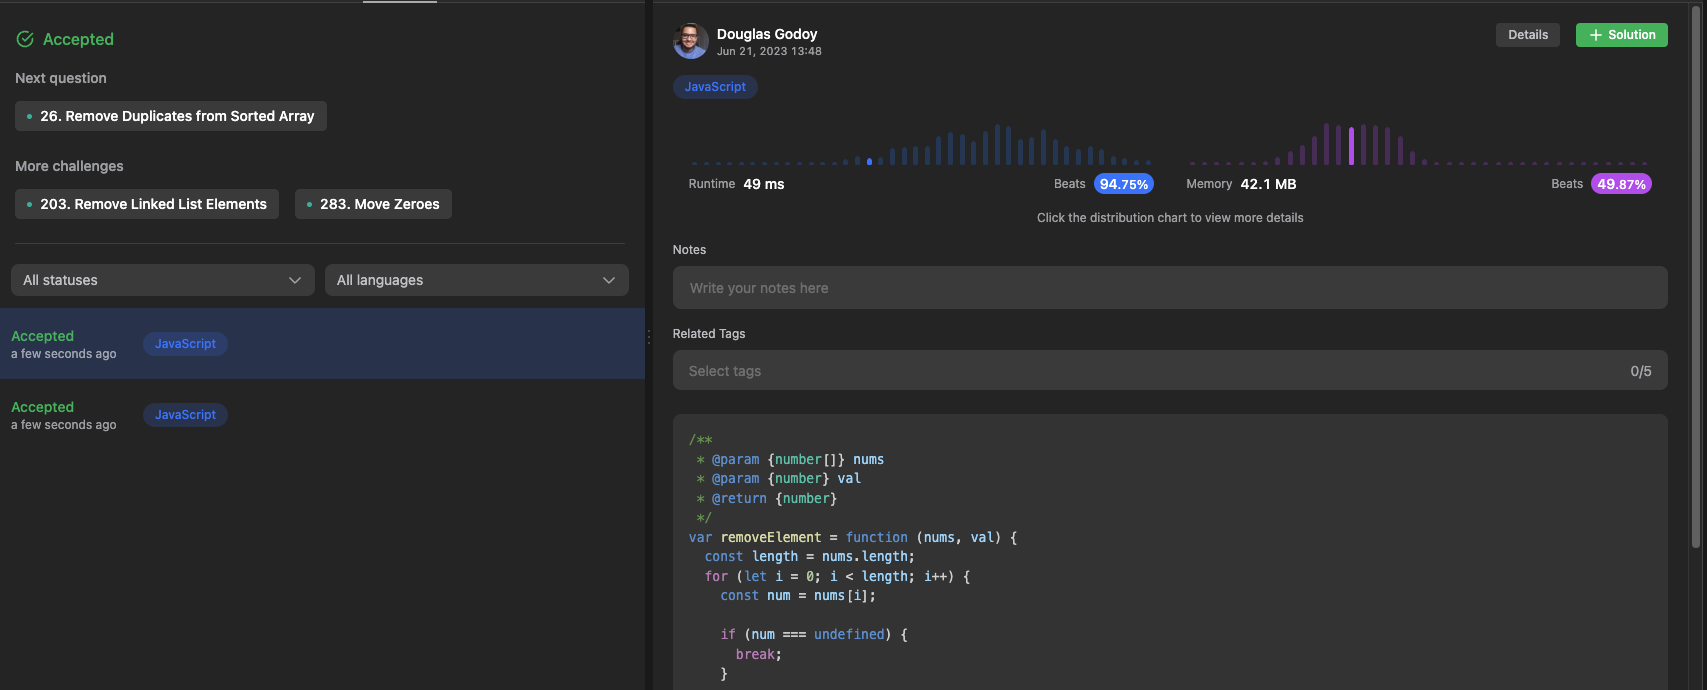 Accepted
Next question
26. Remove Duplicates from Sorted Array
More challenges
203. Remove Linked List Elements
283. Move Zeroes
All statuses
All languages
Accepted
a few seconds ago
JavaScript
Accepted
a few seconds ago
JavaScript
Douglas Godoy
Jun 21, 2023 13:48
Details
+ Solution
JavaScript
Runtime 49 ms
Beats 94.75%
Memory 42.1 MB
Beats 49.87%
Click the distribution chart to view more details
Notes
Write your notes here
Related Tags
Select tags
0/5
/**
 * @param {number[]} nums
 * @param {number} val
 * @return {number}
 */
var removeElement = function (nums, val) {
  const length = nums.length;
  for (let i = 0; i < length; i++) {
    const num = nums[i];
    if (num === undefined) {
      break;
    }